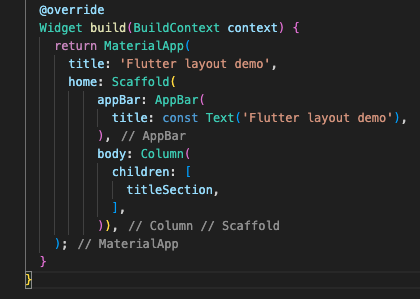 @override
Widget build(BuildContext context) {
return MaterialApp(
title: 'Flutter layout demo',
home: Scaffold(
appBar: AppBar(
title: const Text('Flutter layout demo'),
), // AppBar
body: Column(
children: [
titleSection,
],
)), // Column // Scaffold
); // MaterialApp
}
}